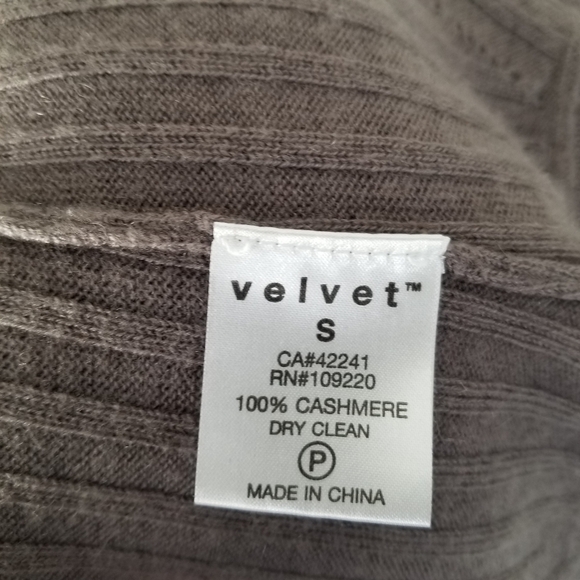 velvet™
S
CA#42241
RN#109220
100% CASHMERE
DRY CLEAN
P
MADE IN CHINA